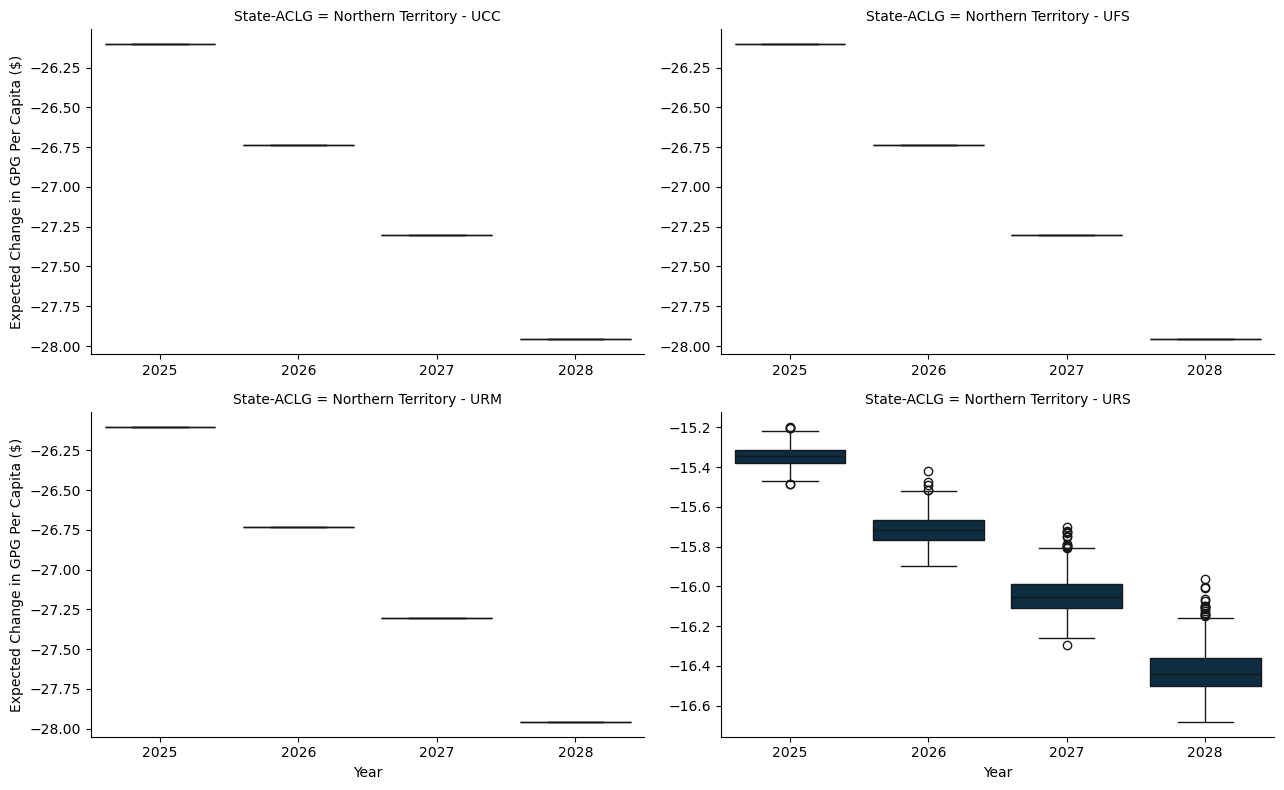 State-ACLG = Northern Territory - UCC
Expected Change in GPG Per Capita ($)
−26.25
−26.50
−26.75
−27.00
−27.25
−27.50
−27.75
−28.00
2025 2026 2027 2028
State-ACLG = Northern Territory - UFS
−26.25
−26.50
−26.75
−27.00
−27.25
−27.50
−27.75
−28.00
2025 2026 2027 2028
State-ACLG = Northern Territory - URM
Expected Change in GPG Per Capita ($)
−26.25
−26.50
−26.75
−27.00
−27.25
−27.50
−27.75
−28.00
2025 2026 2027 2028
Year
State-ACLG = Northern Territory - URS
−15.2
−15.4
−15.6
−15.8
−16.0
−16.2
−16.4
−16.6
2025 2026 2027 2028
Year